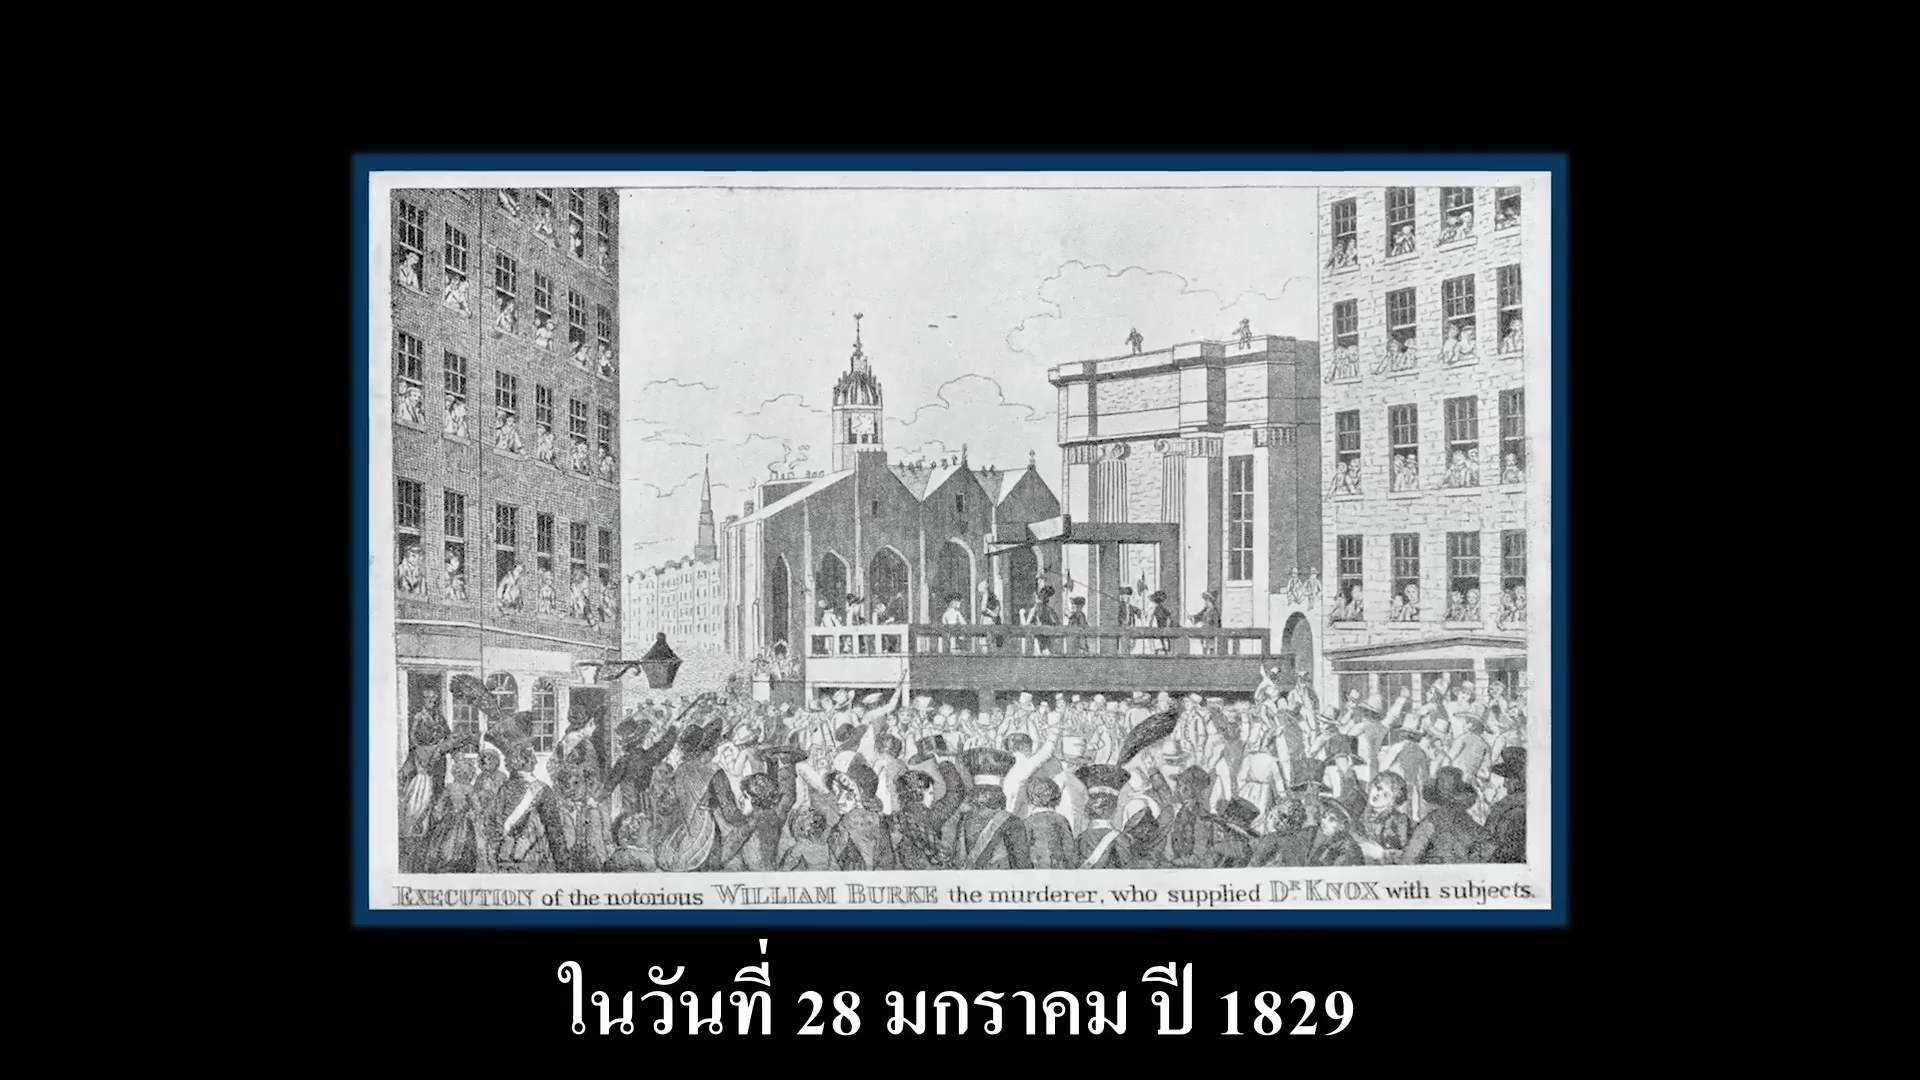 EXECUTION of the notorious WILLIAM BURKE the murderer, who supplied DR. KNOX with subjects.
ในวันที่ 28 มกราคม ปี 1829